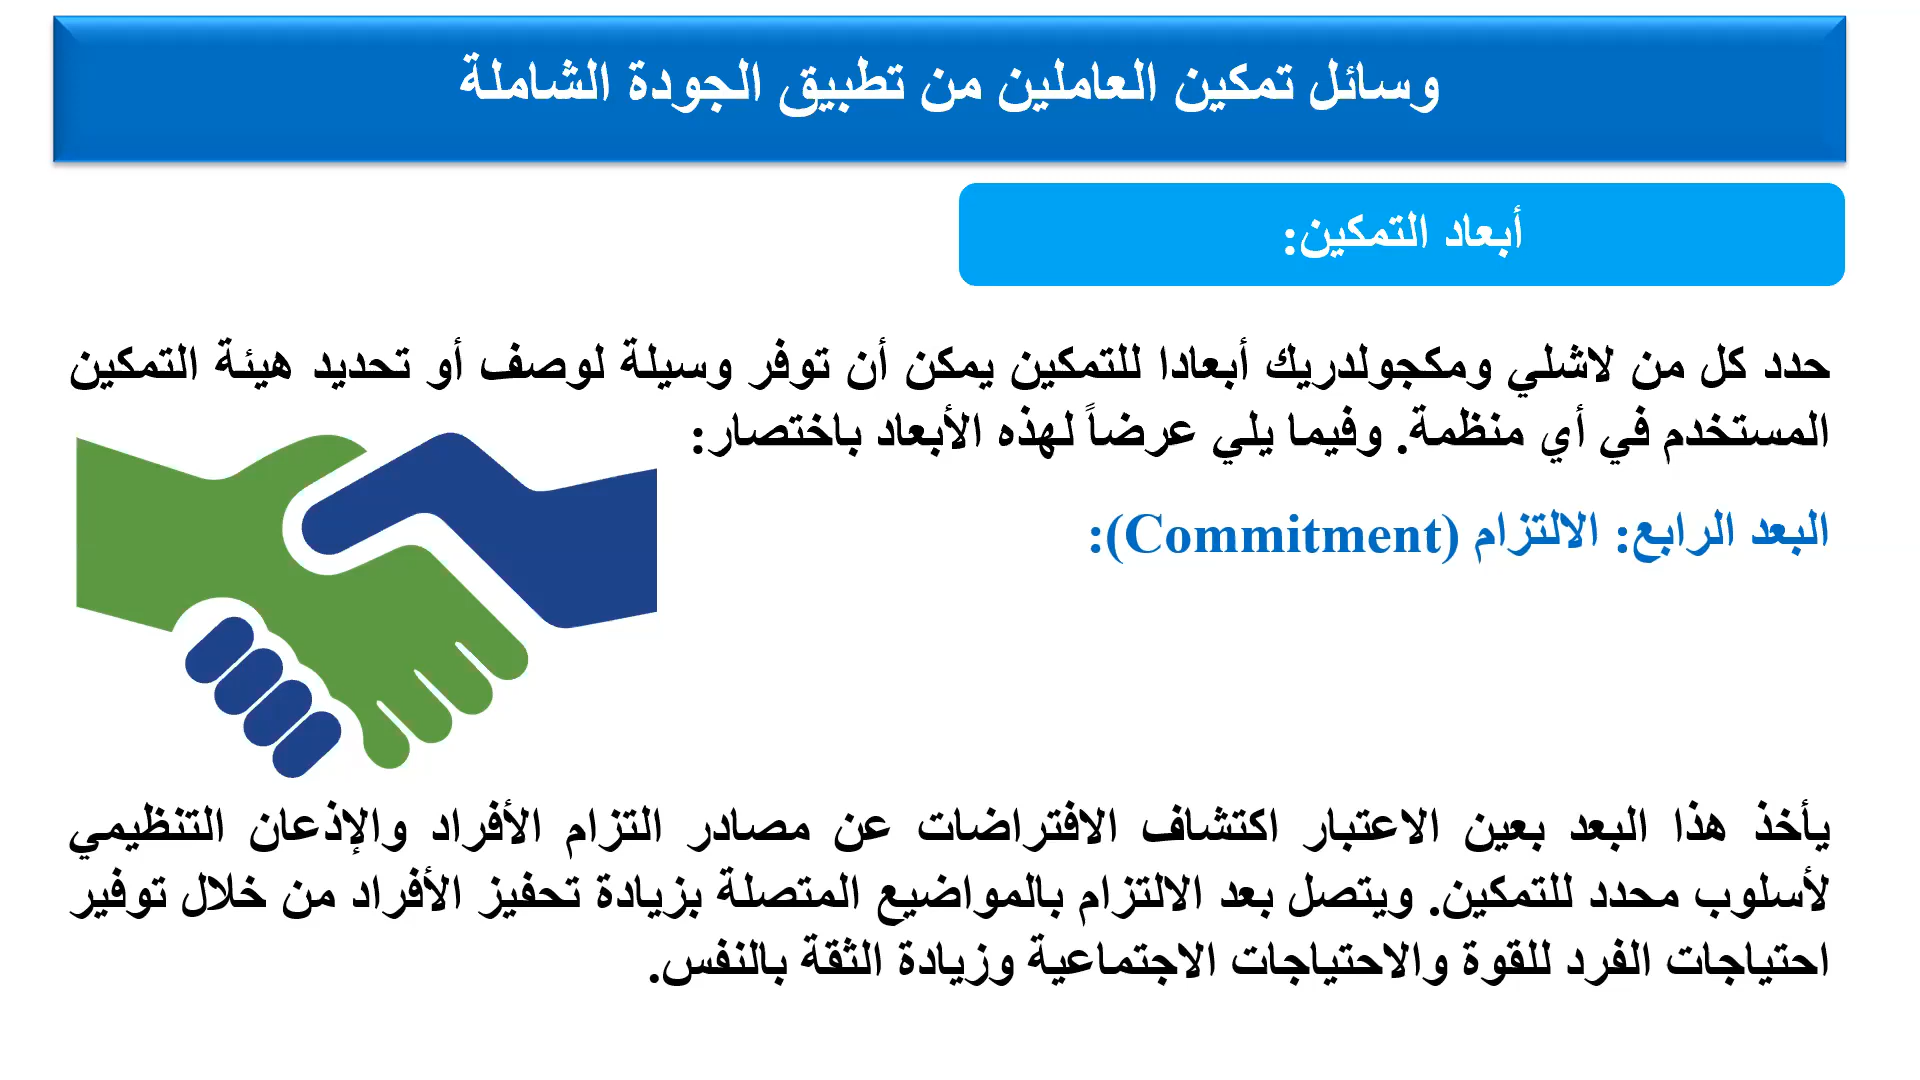 وسائل تمكين العاملين من تطبيق الجودة الشاملة
أبعاد التمكين:
حدد كل من لاشلي ومكجولدريك أبعادا للتمكين يمكن أن توفر وسيلة لوصف أو تحديد هيئة التمكين
المستخدم في أي منظمة. وفيما يلي عرضاً لهذه الأبعاد باختصار:
البعد الرابع: الالتزام (Commitment):
يأخذ هذا البعد بعين الاعتبار اكتشاف الافتراضات عن مصادر التزام الأفراد والإذعان التنظيمي
لأسلوب محدد للتمكين. ويتصل بعد الالتزام بالمواضيع المتصلة بزيادة تحفيز الأفراد من خلال توفير
احتياجات الفرد للقوة والاحتياجات الاجتماعية وزيادة الثقة بالنفس.